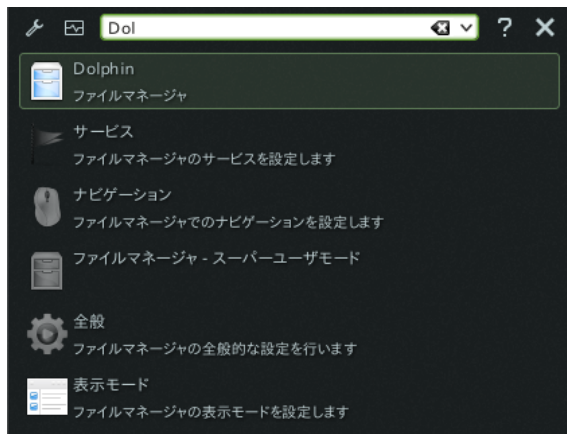 Dol
Dolphin
ファイルマネージャ
サービス
ファイルマネージャのサービスを設定します
ナビゲーション
ファイルマネージャでのナビゲーションを設定します
ファイルマネージャ - スーパーユーザモード
全般
ファイルマネージャの全般的な設定を行います
表示モード
ファイルマネージャの表示モードを設定します